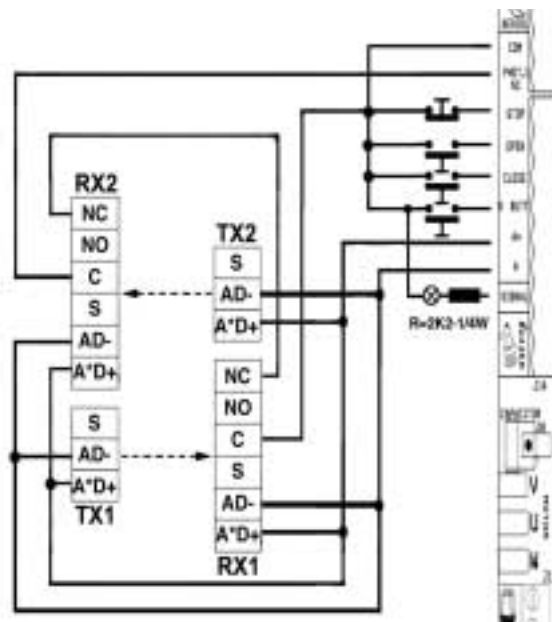 COM
STOP
OPEN
CLOSE
RX2
NC
NO
C
S
AD-
A*D+
TX2
S
AD-
A*D+
R=2K2-1/4W
NC
NO
C
S
AD-
A*D+
RX1
S
AD-
A*D+
TX1
V
U
W